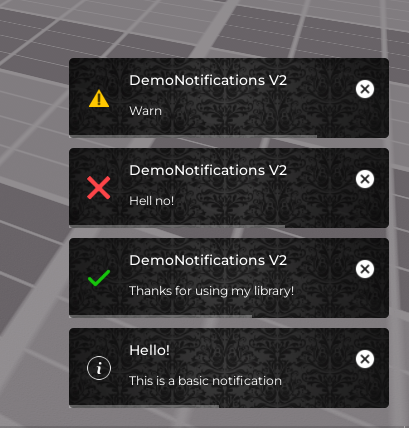 DemoNotifications V2
Warn
DemoNotifications V2
Hell no!
DemoNotifications V2
Thanks for using my library!
Hello!
This is a basic notification